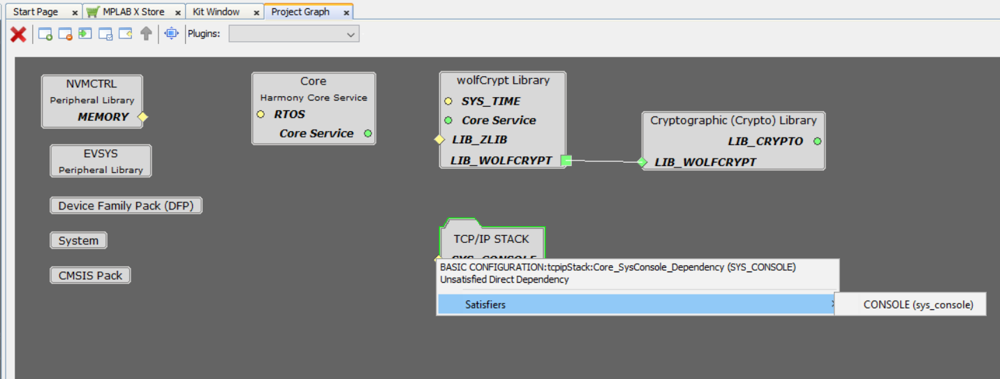 Start Page x MPLAB X Store x Kit Window x Project Graph x
Plugins:
NVMCTRL
Peripheral Library
MEMORY
EVSYS
Peripheral Library
Device Family Pack (DFP)
System
CMSIS Pack
Core
Harmony Core Service
RTOS
Core Service
wolfCrypt Library
SYS_TIME
Core Service
LIB_ZLIB
LIB_WOLFCRYPT
Cryptographic (Crypto) Library
LIB_CRYPTO
LIB_WOLFCRYPT
TCP/IP STACK
SYS_CONSOLE
BASIC CONFIGURATION:tcpipStack:Core_SysConsole_Dependency (SYS_CONSOLE)
Unsatisfied Direct Dependency
Satisfiers
CONSOLE (sys_console)